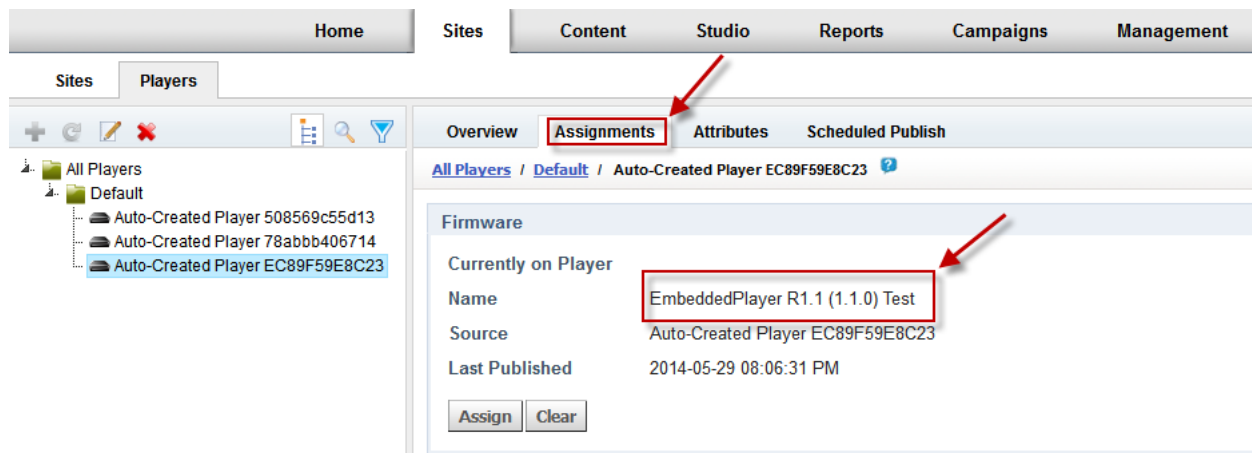 Home Sites Content Studio Reports Campaigns Management
Sites Players
Overview Assignments Attributes Scheduled Publish
All Players / Default / Auto-Created Player EC89F59E8C23 ?
All Players
Default
Auto-Created Player 508569c55d13
Auto-Created Player 78abbb406714
Auto-Created Player EC89F59E8C23
Firmware
Currently on Player
Name EmbeddedPlayer R1.1 (1.1.0) Test
Source Auto-Created Player EC89F59E8C23
Last Published 2014-05-29 08:06:31 PM
Assign Clear